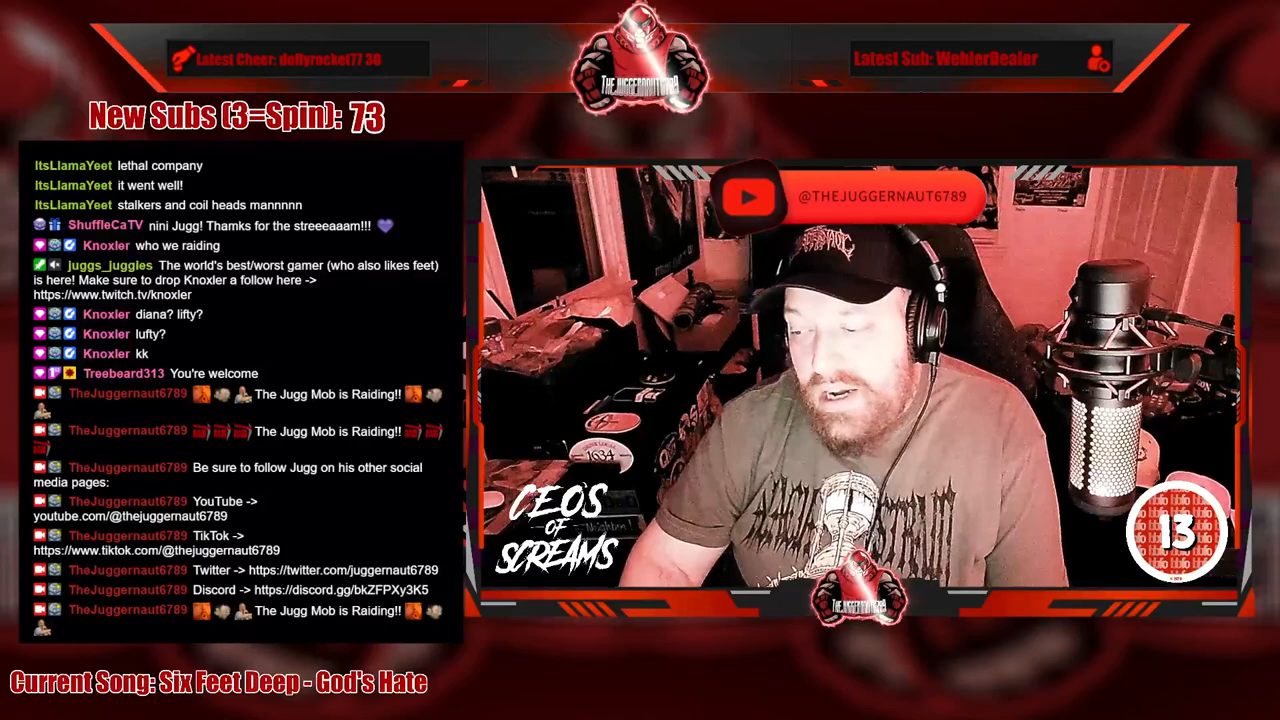 Latest Cheer: dollyrocket77 30
THEJUGGERNAUT6789
Latest Sub: WehlerDealer
New Subs (3=Spin): 73
ItsLlamaYeet lethal company
ItsLlamaYeet it went well!
ItsLlamaYeet stalkers and coil heads mannnnn
ShuffleCaTV nini Jugg! Thamks for the streeeaaam!!!
Knoxler who we raiding
juggs_juggles The world's best/worst gamer (who also likes feet)
is here! Make sure to drop Knoxler a follow here ->
https://www.twitch.tv/knoxler
Knoxler diana? lifty?
Knoxler lufty?
Knoxler kk
Treebeard313 You're welcome
TheJuggernaut6789 The Jugg Mob is Raiding!!
TheJuggernaut6789 The Jugg Mob is Raiding!!
TheJuggernaut6789 Be sure to follow Jugg on his other social
media pages:
TheJuggernaut6789 YouTube ->
youtube.com/@thejuggernaut6789
TheJuggernaut6789 TikTok ->
https://www.tiktok.com/@thejuggernaut6789
TheJuggernaut6789 Twitter -> https://twitter.com/juggernaut6789
TheJuggernaut6789 Discord -> https://discord.gg/bkZFPXy3K5
TheJuggernaut6789 The Jugg Mob is Raiding!!
Current Song: Six Feet Deep - God's Hate
@THEJUGGERNAUT6789
1634
CEO'S
OF
SCREAMS
13
THEJUGGERNAUT6789